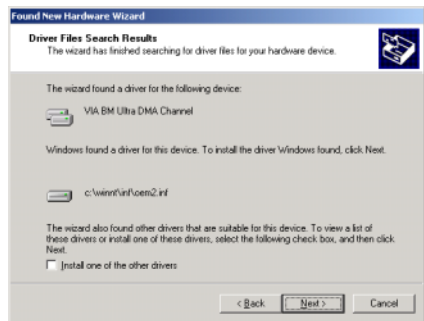 Found New Hardware Wizard
Driver Files Search Results
The wizard has finished searching for driver files for your hardware device.
The wizard found a driver for the following device:
VIA BM Ultra DMA Channel
Windows found a driver for this device. To install the driver Windows found, click Next.
c:\winnt\inf\oem2.inf
The wizard also found other drivers that are suitable for this device. To view a list of
these drivers or install one of these drivers, select the following check box, and then click
Next.
Install one of the other drivers
< Back
Next >
Cancel